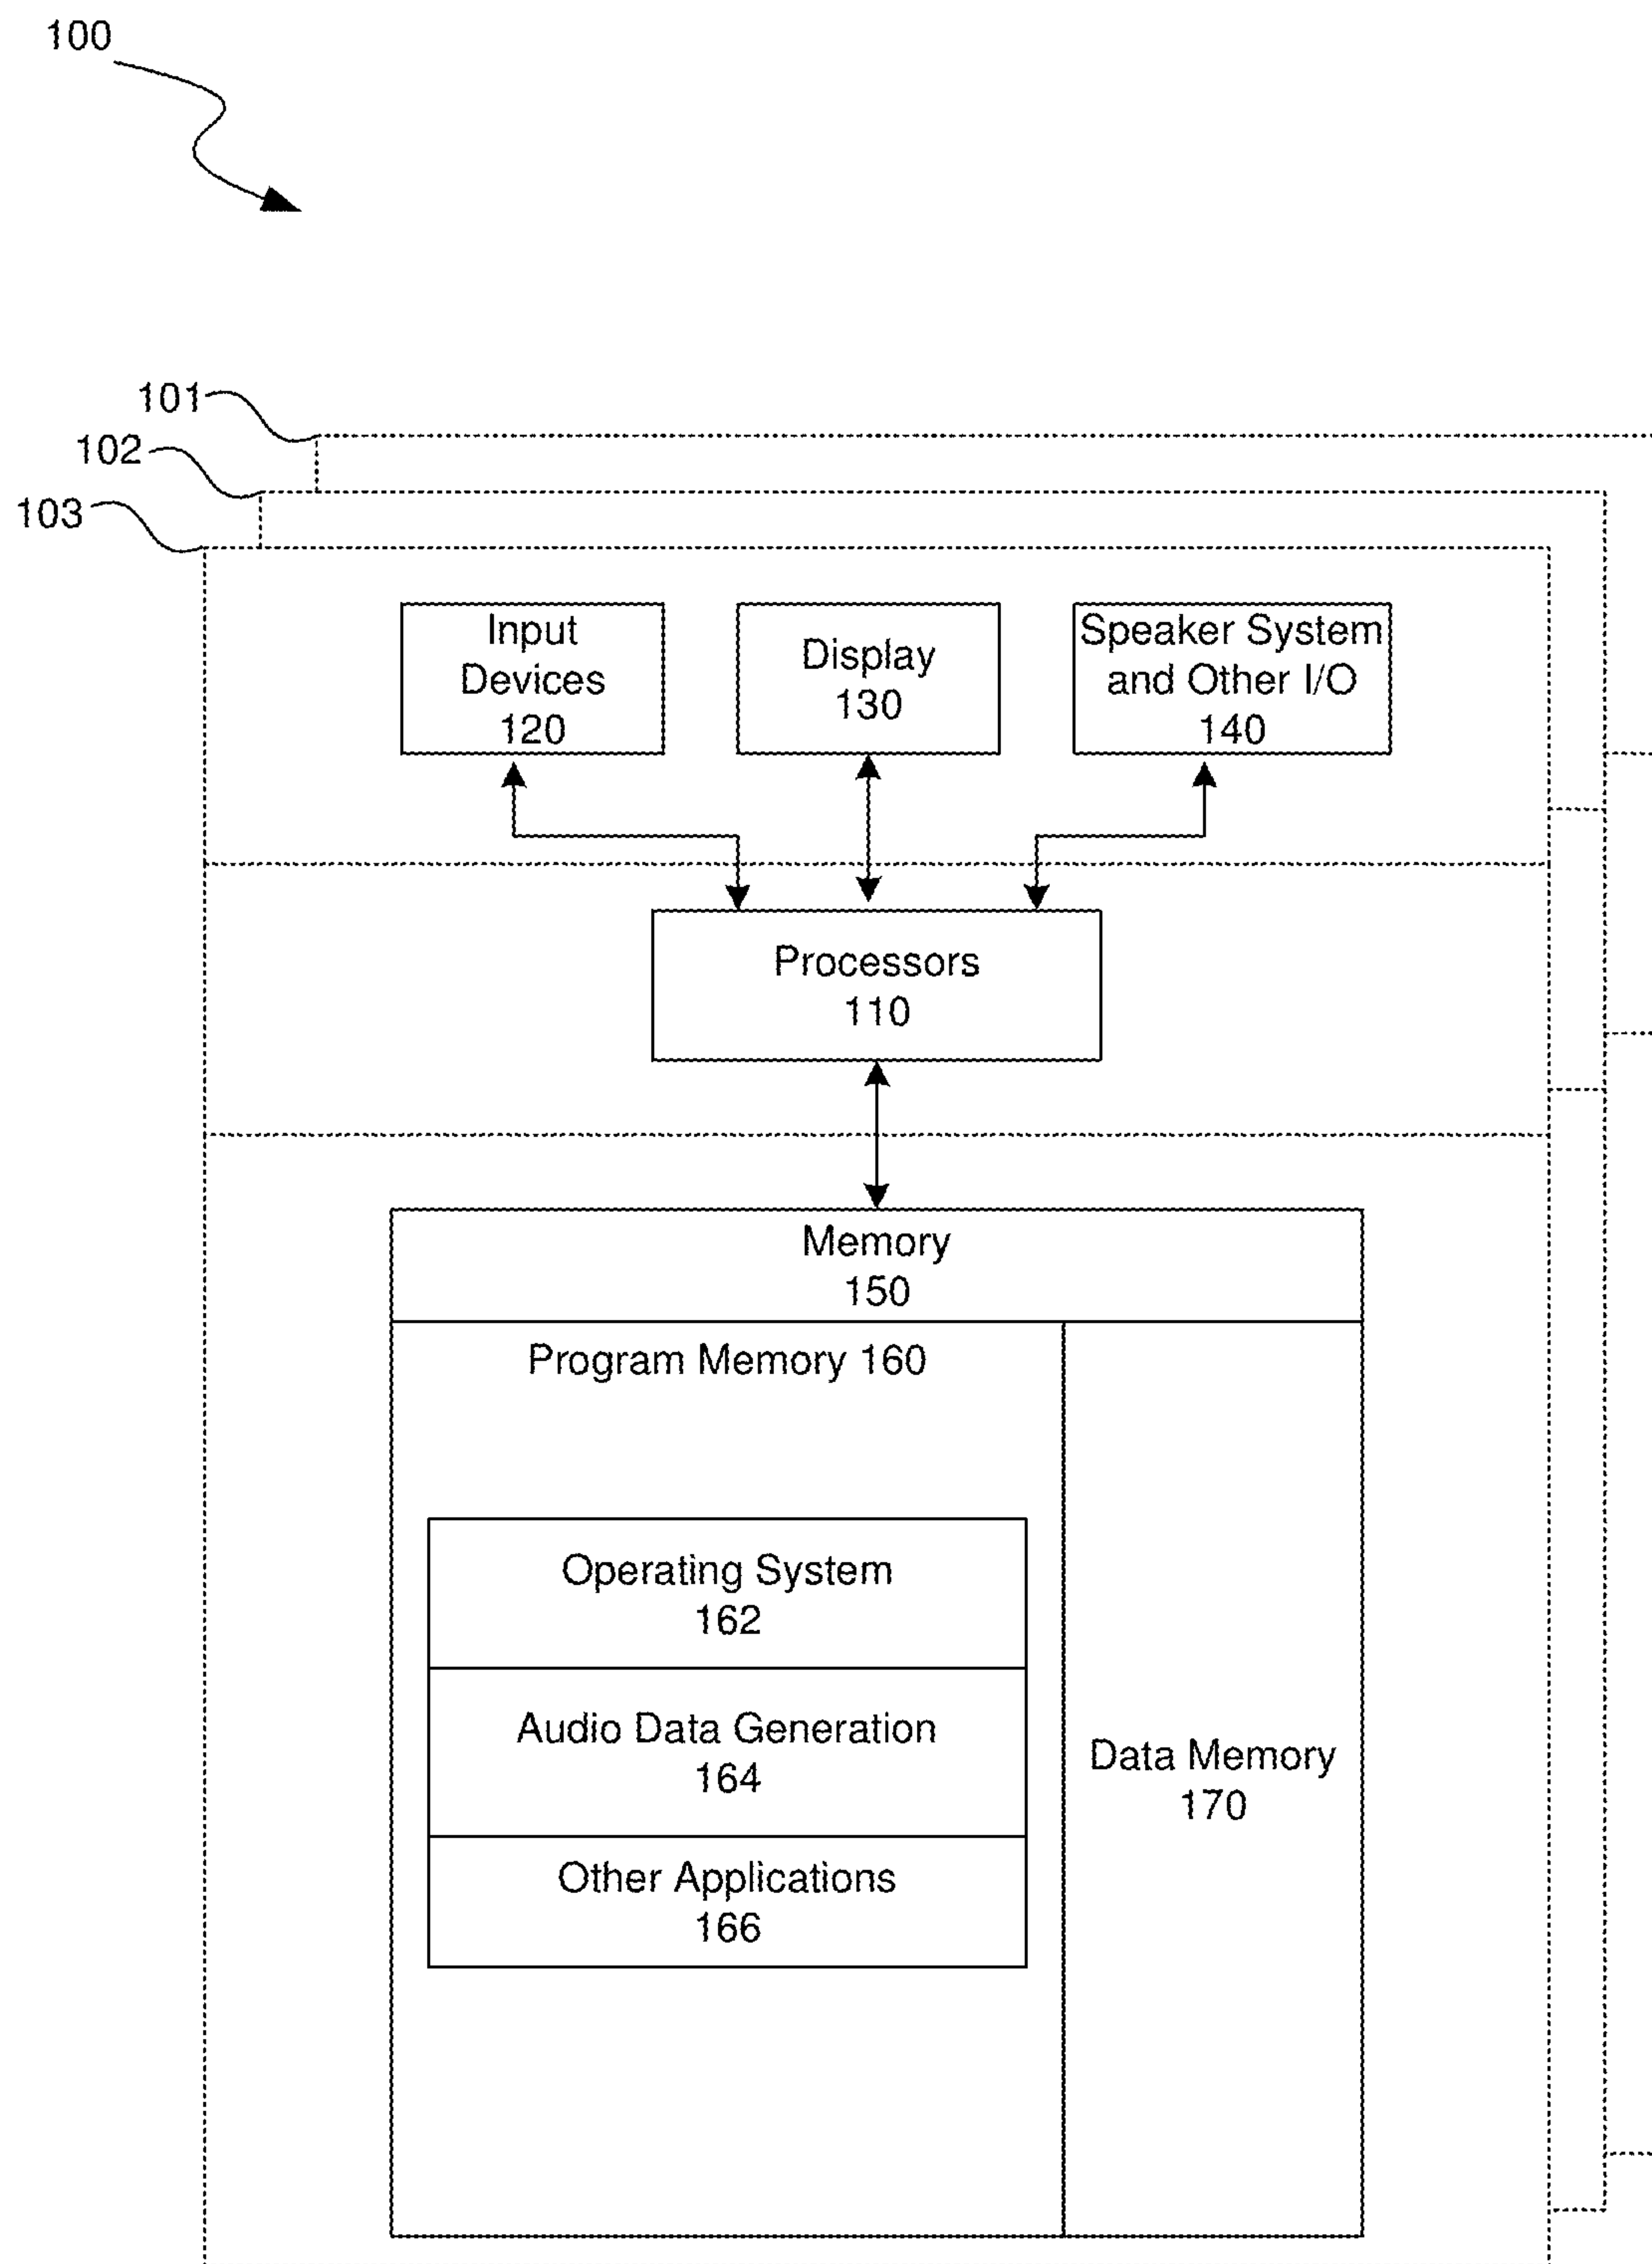 100
101
102
103
Input
Devices
120
Display
130
Speaker System
and Other I/O
140
Processors
110
Memory
150
Program Memory 160
Operating System
162
Audio Data Generation
164
Other Applications
166
Data Memory
170